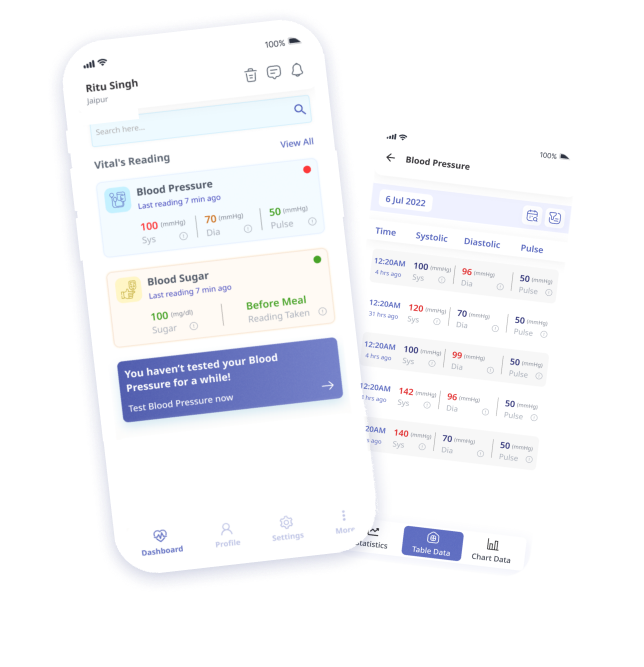 100%
Ritu Singh
Jaipur
Search here...
Vital's Reading
View All
Blood Pressure
Last reading 7 min ago
100 (mmHg) 70 (mmHg) 50 (mmHg)
Sys Dia Pulse
Blood Sugar
Last reading 7 min ago
100 (mg/dl) Before Meal
Sugar Reading Taken
You haven't tested your Blood
Pressure for a while!
Test Blood Pressure now
Dashboard Profile Settings More
100%
Blood Pressure
6 Jul 2022
Time Systolic Diastolic Pulse
12:20AM 100 (mmHg) 96 (mmHg) 50 (mmHg)
4 hrs ago Sys Dia Pulse
12:20AM 120 (mmHg) 70 (mmHg) 50 (mmHg)
31 hrs ago Sys Dia Pulse
12:20AM 100 (mmHg) 99 (mmHg) 50 (mmHg)
4 hrs ago Sys Dia Pulse
12:20AM 142 (mmHg) 96 (mmHg) 50 (mmHg)
hrs ago Sys Dia Pulse
20AM 140 (mmHg) 70 (mmHg) 50 (mmHg)
ago Sys Dia Pulse
Statistics Table Data Chart Data